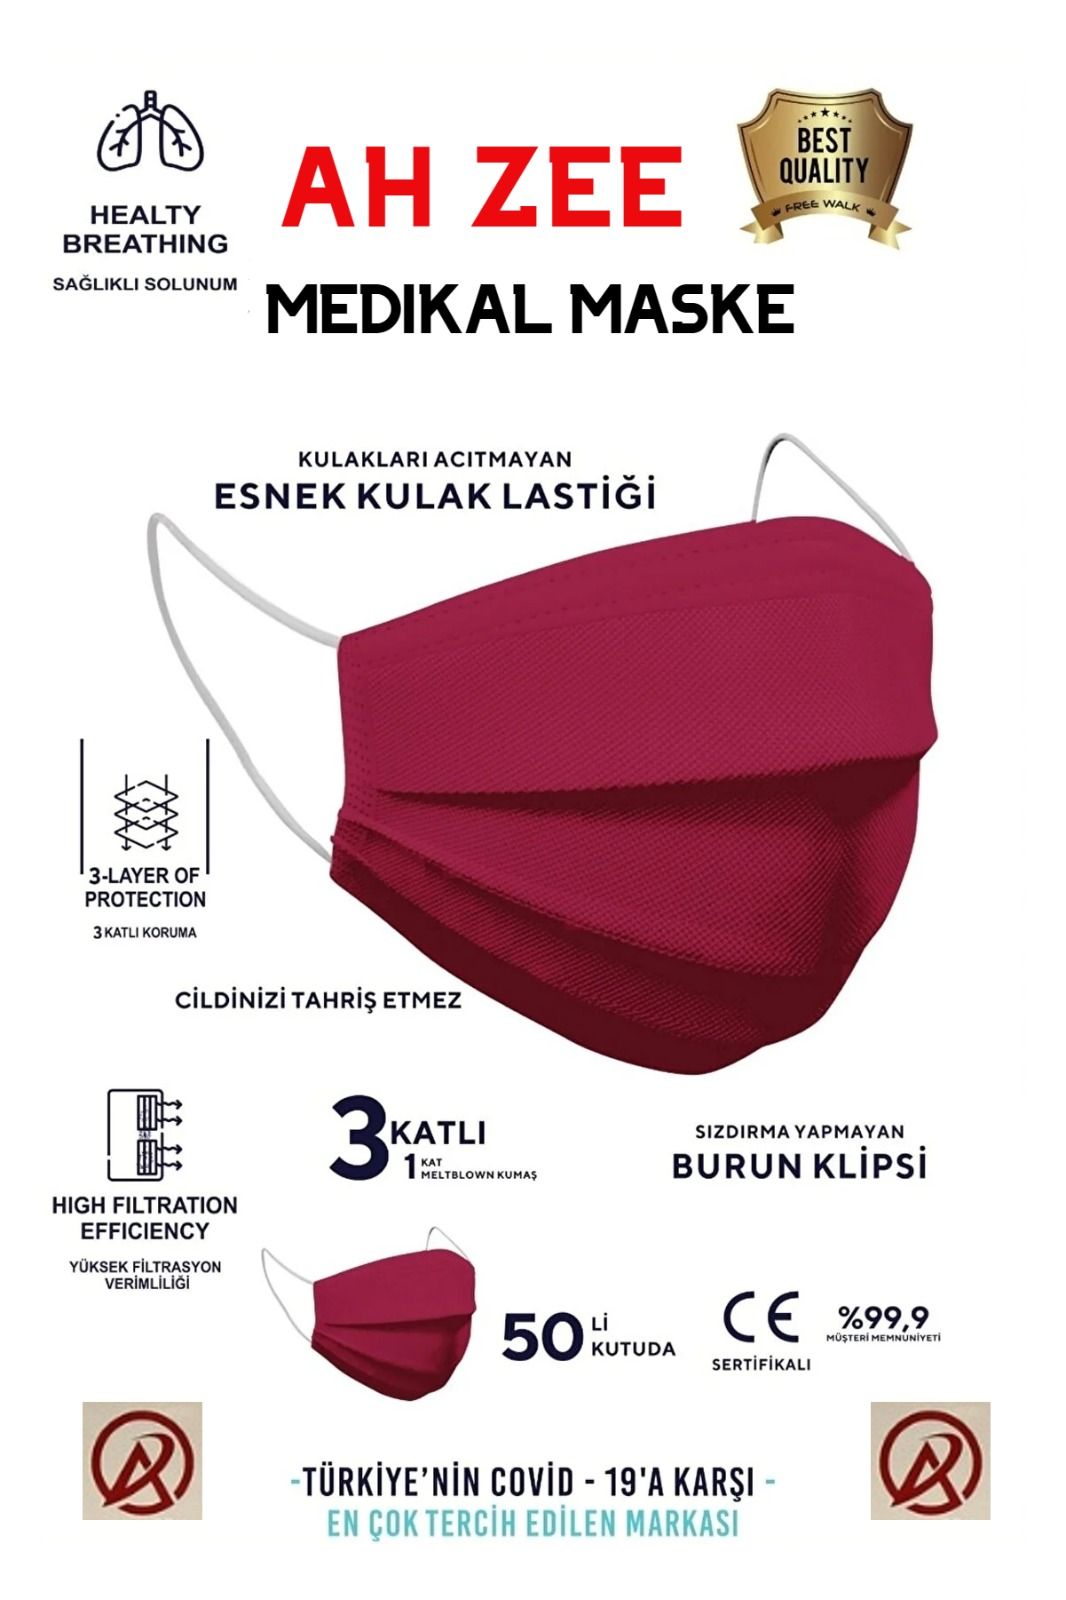 HEALTY
BREATHING
SAĞLIKLI SOLUNUM
AH ZEE
MEDIKAL MASKE
BEST
QUALITY
FREE WALK
KULAKLARI ACITMAYAN
ESNEK KULAK LASTİĞİ
3-LAYER OF
PROTECTION
3 KATLI KORUMA
CİLDİNİZİ TAHRİŞ ETMEZ
HIGH FILTRATION
EFFICIENCY
YÜKSEK FİLTRASYON
VERİMLİLİĞİ
3 KATLI
1 KAT
MELTBLOWN KUMAŞ
SIZDIRMA YAPMAYAN
BURUN KLİPSİ
50 Lİ
KUTUDA
CE
SERTİFİKALI
%99,9
MÜŞTERİ MEMNUNİYETİ
-TÜRKİYE’NİN COVİD - 19'A KARŞI -
EN ÇOK TERCİH EDİLEN MARKASI